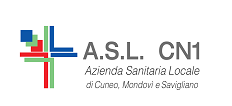 A.S.L. CN1
Azienda Sanitaria Locale
di Cuneo, Mondovì e Savigliano